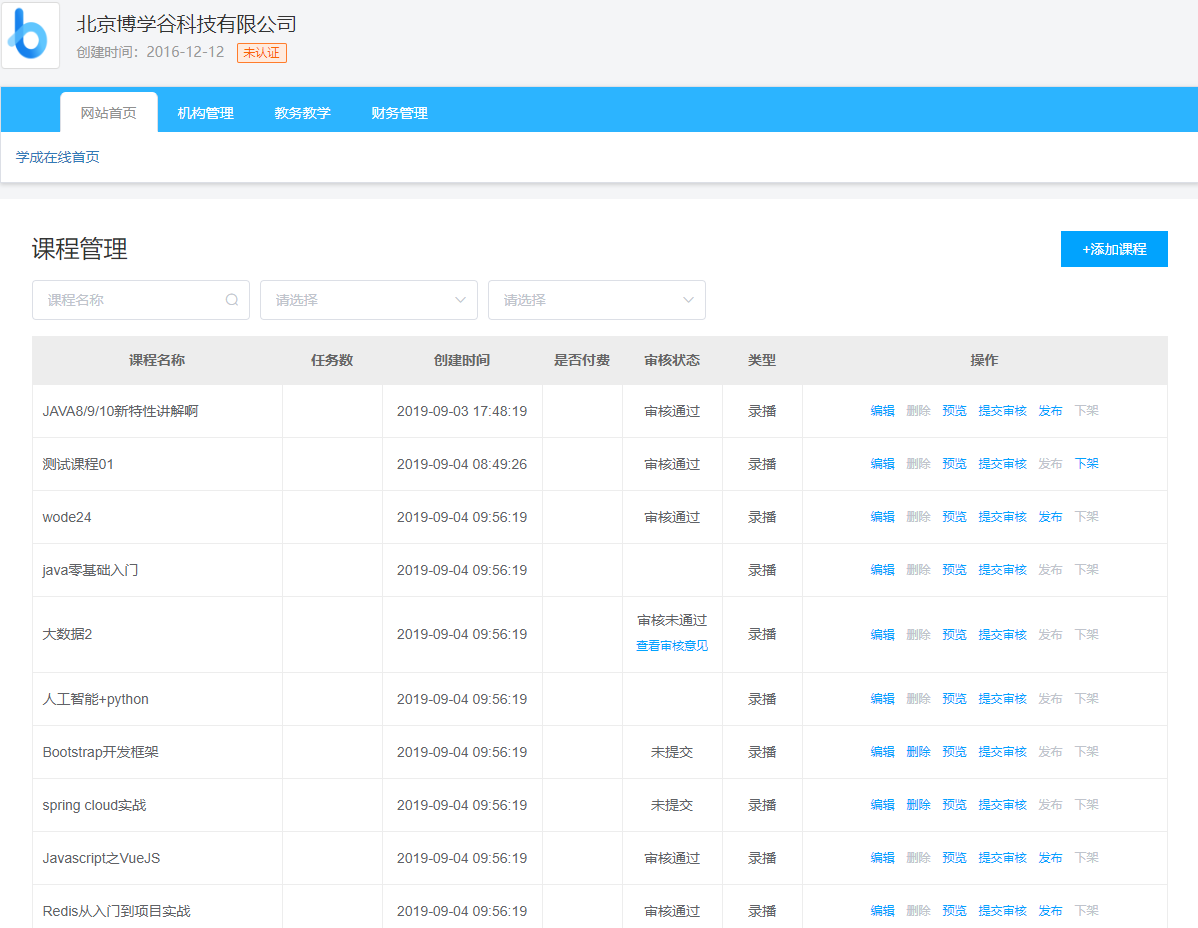 北京博学谷科技有限公司
创建时间：2016-12-12 未认证
网站首页 机构管理 教务教学 财务管理
学成在线首页
课程管理 +添加课程
课程名称 请选择 请选择
课程名称 任务数 创建时间 是否付费 审核状态 类型 操作
JAVA8/9/10新特性讲解啊 2019-09-03 17:48:19 审核通过 录播 编辑 删除 预览 提交审核 发布 下架
测试课程01 2019-09-04 08:49:26 审核通过 录播 编辑 删除 预览 提交审核 发布 下架
wode24 2019-09-04 09:56:19 审核通过 录播 编辑 删除 预览 提交审核 发布 下架
java零基础入门 2019-09-04 09:56:19 录播 编辑 删除 预览 提交审核 发布 下架
大数据2 2019-09-04 09:56:19 审核未通过 录播 编辑 删除 预览 提交审核 发布 下架
查看审核意见
人工智能+python 2019-09-04 09:56:19 录播 编辑 删除 预览 提交审核 发布 下架
Bootstrap开发框架 2019-09-04 09:56:19 未提交 录播 编辑 删除 预览 提交审核 发布 下架
spring cloud实战 2019-09-04 09:56:19 未提交 录播 编辑 删除 预览 提交审核 发布 下架
Javascript之VueJS 2019-09-04 09:56:19 审核通过 录播 编辑 删除 预览 提交审核 发布 下架
Redis从入门到项目实战 2019-09-04 09:56:19 审核通过 录播 编辑 删除 预览 提交审核 发布 下架